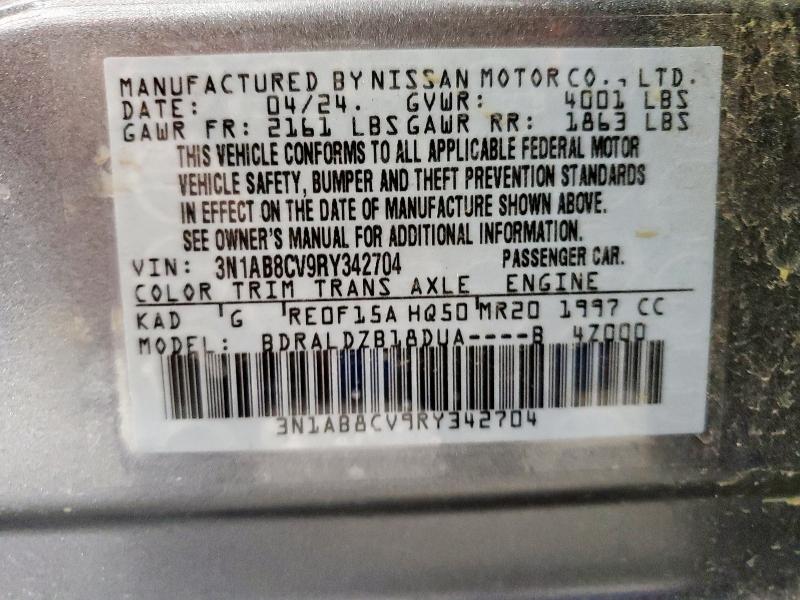 MANUFACTURED BY NISSAN MOTOR CO., LTD.
DATE: 04/24. GVWR: 4001 LBS
GAWR FR: 2161 LBS GAWR RR: 1863 LBS
THIS VEHICLE CONFORMS TO ALL APPLICABLE FEDERAL MOTOR
VEHICLE SAFETY, BUMPER AND THEFT PREVENTION STANDARDS
IN EFFECT ON THE DATE OF MANUFACTURE SHOWN ABOVE.
SEE OWNER'S MANUAL FOR ADDITIONAL INFORMATION.
VIN: 3N1AB8CV9RY342704 PASSENGER CAR.
COLOR TRIM TRANS AXLE ENGINE
KAD G RE0F15A HQ50 MR20 1997 CC
MODEL: BDRALDZB18DUA----B 4Z000
3N1AB8CV9RY342704